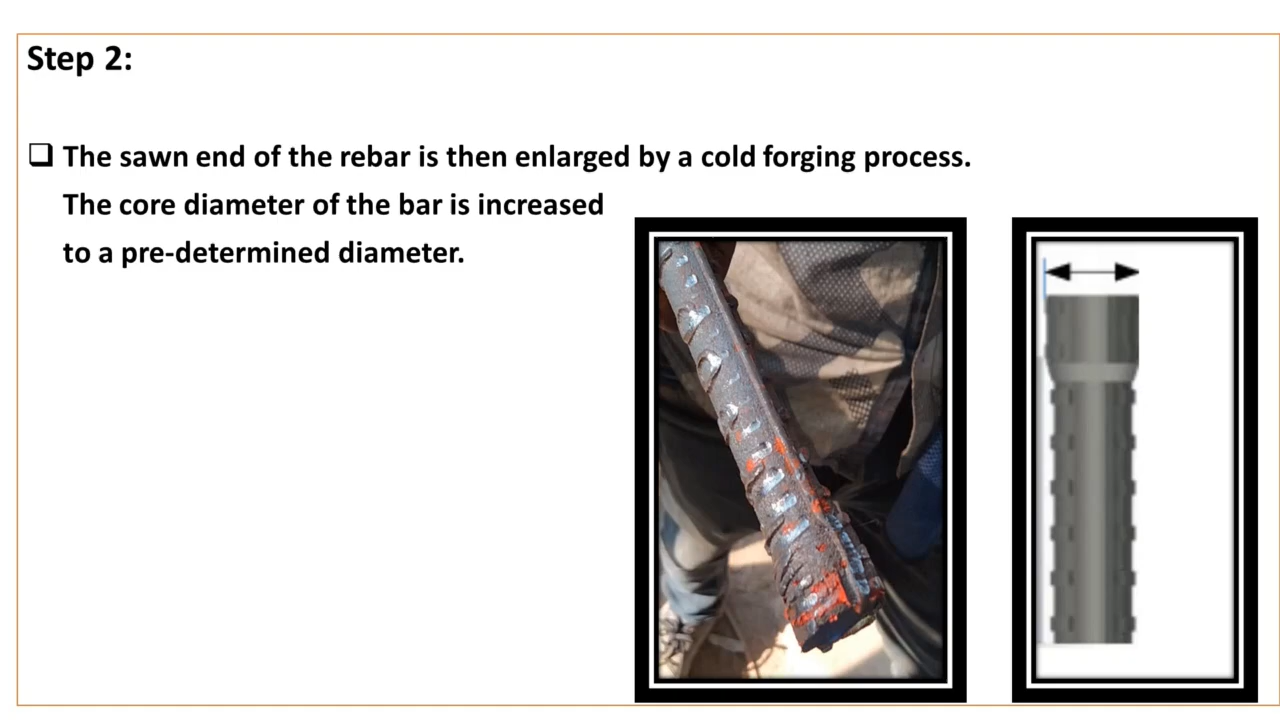 Step 2:
❑ The sawn end of the rebar is then enlarged by a cold forging process.
The core diameter of the bar is increased
to a pre-determined diameter.